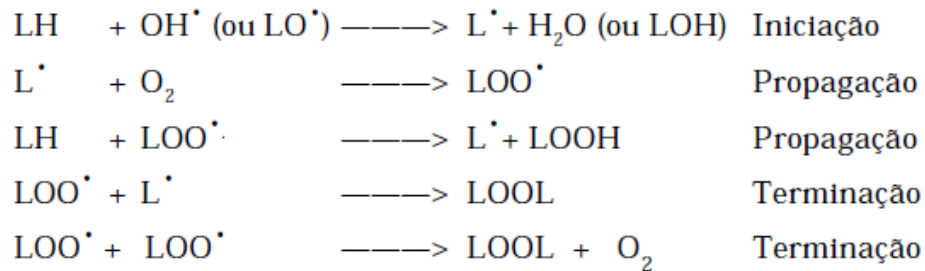 LH + OH˙ (ou LO˙) ———> L˙+ H₂O (ou LOH) Iniciação
L˙ + O₂ ———> LOO˙ Propagação
LH + LOO˙. ———> L˙+ LOOH Propagação
LOO˙ + L˙ ———> LOOL Terminação
LOO˙ + LOO˙ ———> LOOL + O₂ Terminação